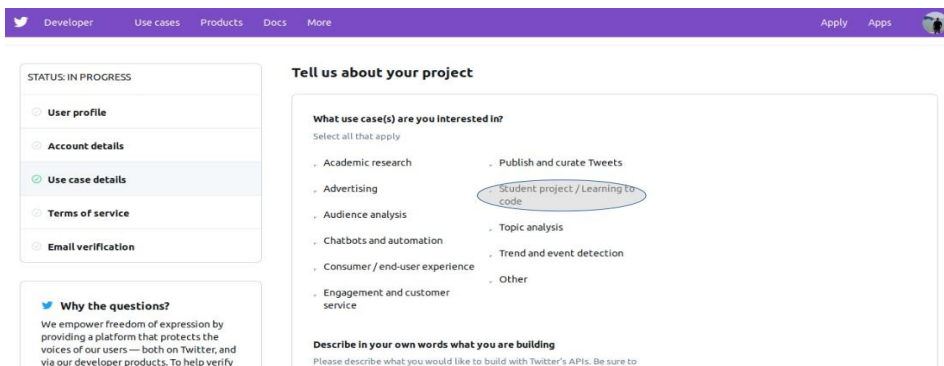 Developer Use cases Products Docs More Apply Apps
STATUS: IN PROGRESS
User profile
Account details
Use case details
Terms of service
Email verification
Why the questions?
We empower freedom of expression by
providing a platform that protects the
voices of our users — both on Twitter, and
via our developer products. To help verify
Tell us about your project
What use case(s) are you interested in?
Select all that apply
Academic research
Advertising
Audience analysis
Chatbots and automation
Consumer / end-user experience
Engagement and customer
service
Publish and curate Tweets
Student project / Learning to
code
Topic analysis
Trend and event detection
Other
Describe in your own words what you are building
Please describe what you would like to build with Twitter's APIs. Be sure to